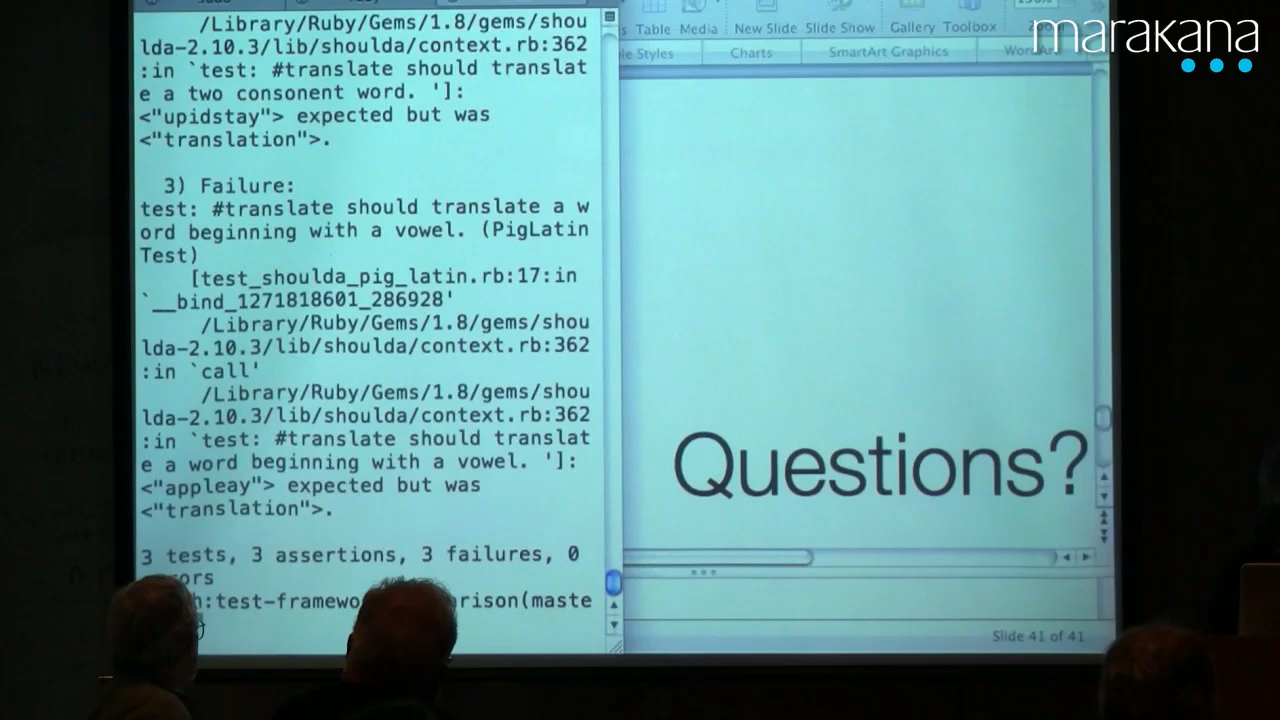 /Library/Ruby/Gems/1.8/gems/shou
lda-2.10.3/lib/shoulda/context.rb:362
:in `test: #translate should translat
e a two consonent word. ']:
<"upidstay"> expected but was
<"translation">.
3) Failure:
test: #translate should translate a w
ord beginning with a vowel. (PigLatin
Test)
[test_shoulda_pig_latin.rb:17:in
`__bind_1271818601_286928'
/Library/Ruby/Gems/1.8/gems/shou
lda-2.10.3/lib/shoulda/context.rb:362
:in `call'
/Library/Ruby/Gems/1.8/gems/shou
lda-2.10.3/lib/shoulda/context.rb:362
:in `test: #translate should translat
e a word beginning with a vowel. ']:
<"appleay"> expected but was
<"translation">.
3 tests, 3 assertions, 3 failures, 0
Table Media New Slide Slide Show Gallery Toolbox
Styles Charts SmartArt Graphics
Questions?
Slide 41 of 41
marakana